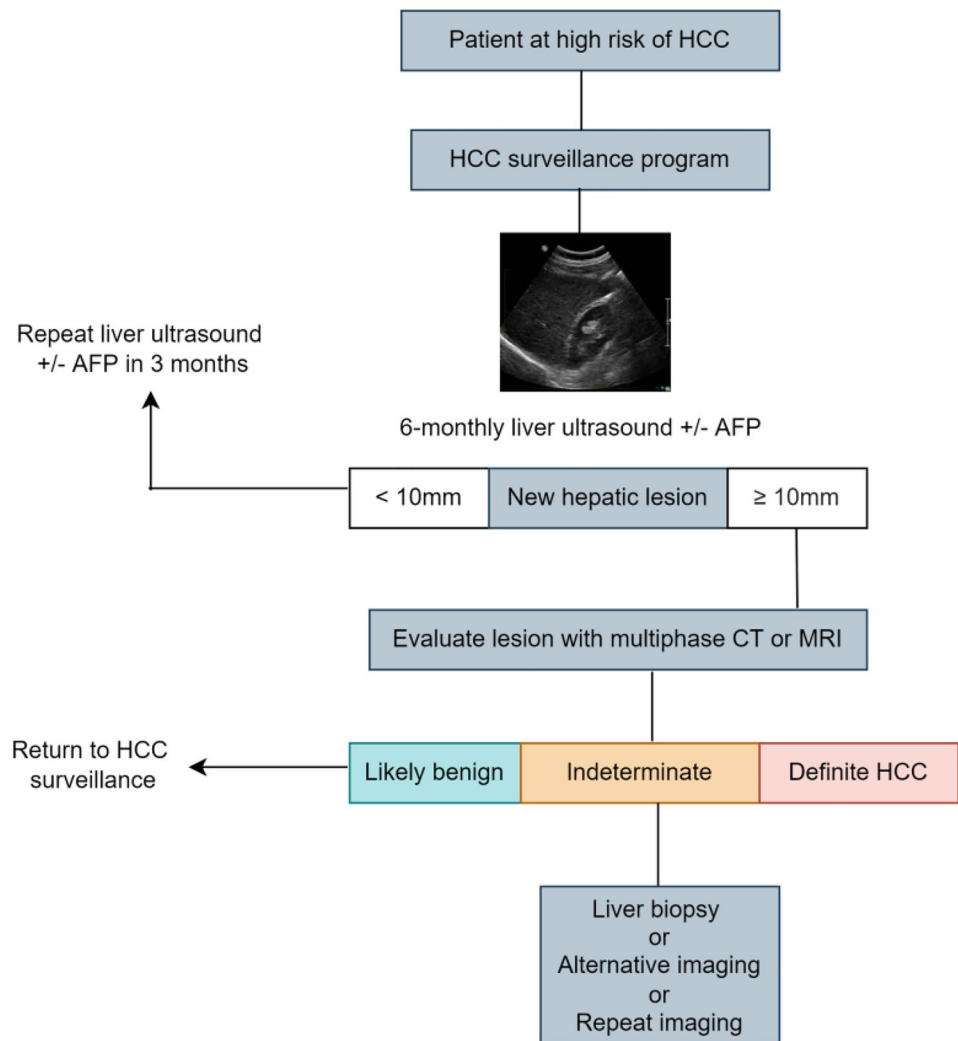 Patient at high risk of HCC
HCC surveillance program
Repeat liver ultrasound
+/- AFP in 3 months
6-monthly liver ultrasound +/- AFP
< 10mm
New hepatic lesion
≥ 10mm
Evaluate lesion with multiphase CT or MRI
Return to HCC
surveillance
Likely benign
Indeterminate
Definite HCC
Liver biopsy
or
Alternative imaging
or
Repeat imaging